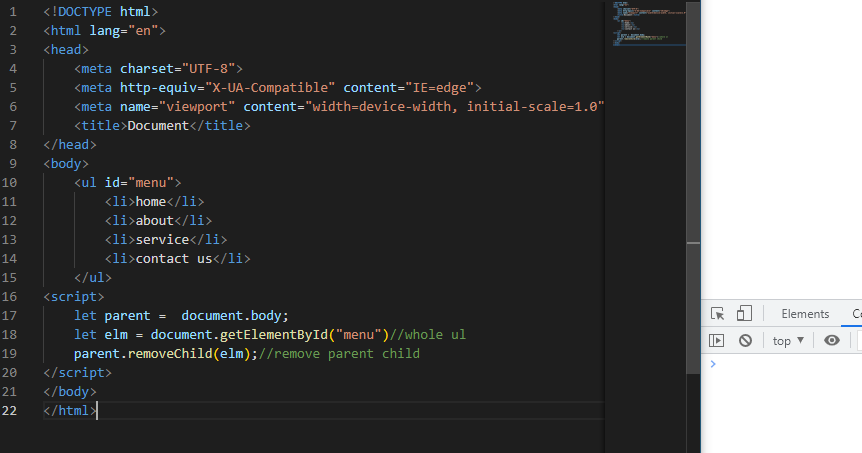 1 <!DOCTYPE html>
2 <html lang="en">
3 <head>
4     <meta charset="UTF-8">
5     <meta http-equiv="X-UA-Compatible" content="IE=edge">
6     <meta name="viewport" content="width=device-width, initial-scale=1.0"
7     <title>Document</title>
8 </head>
9 <body>
10     <ul id="menu">
11         <li>home</li>
12         <li>about</li>
13         <li>service</li>
14         <li>contact us</li>
15     </ul>
16 <script>
17     let parent =  document.body;
18     let elm = document.getElementById("menu")//whole ul
19     parent.removeChild(elm);//remove parent child
20 </script>
21 </body>
22 </html>
Elements
top